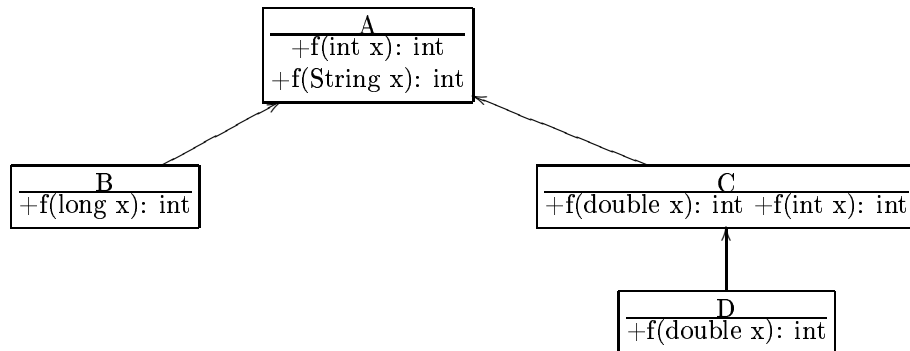 A
+f(int x): int
+f(String x): int
B
+f(long x): int
C
+f(double x): int +f(int x): int
D
+f(double x): int